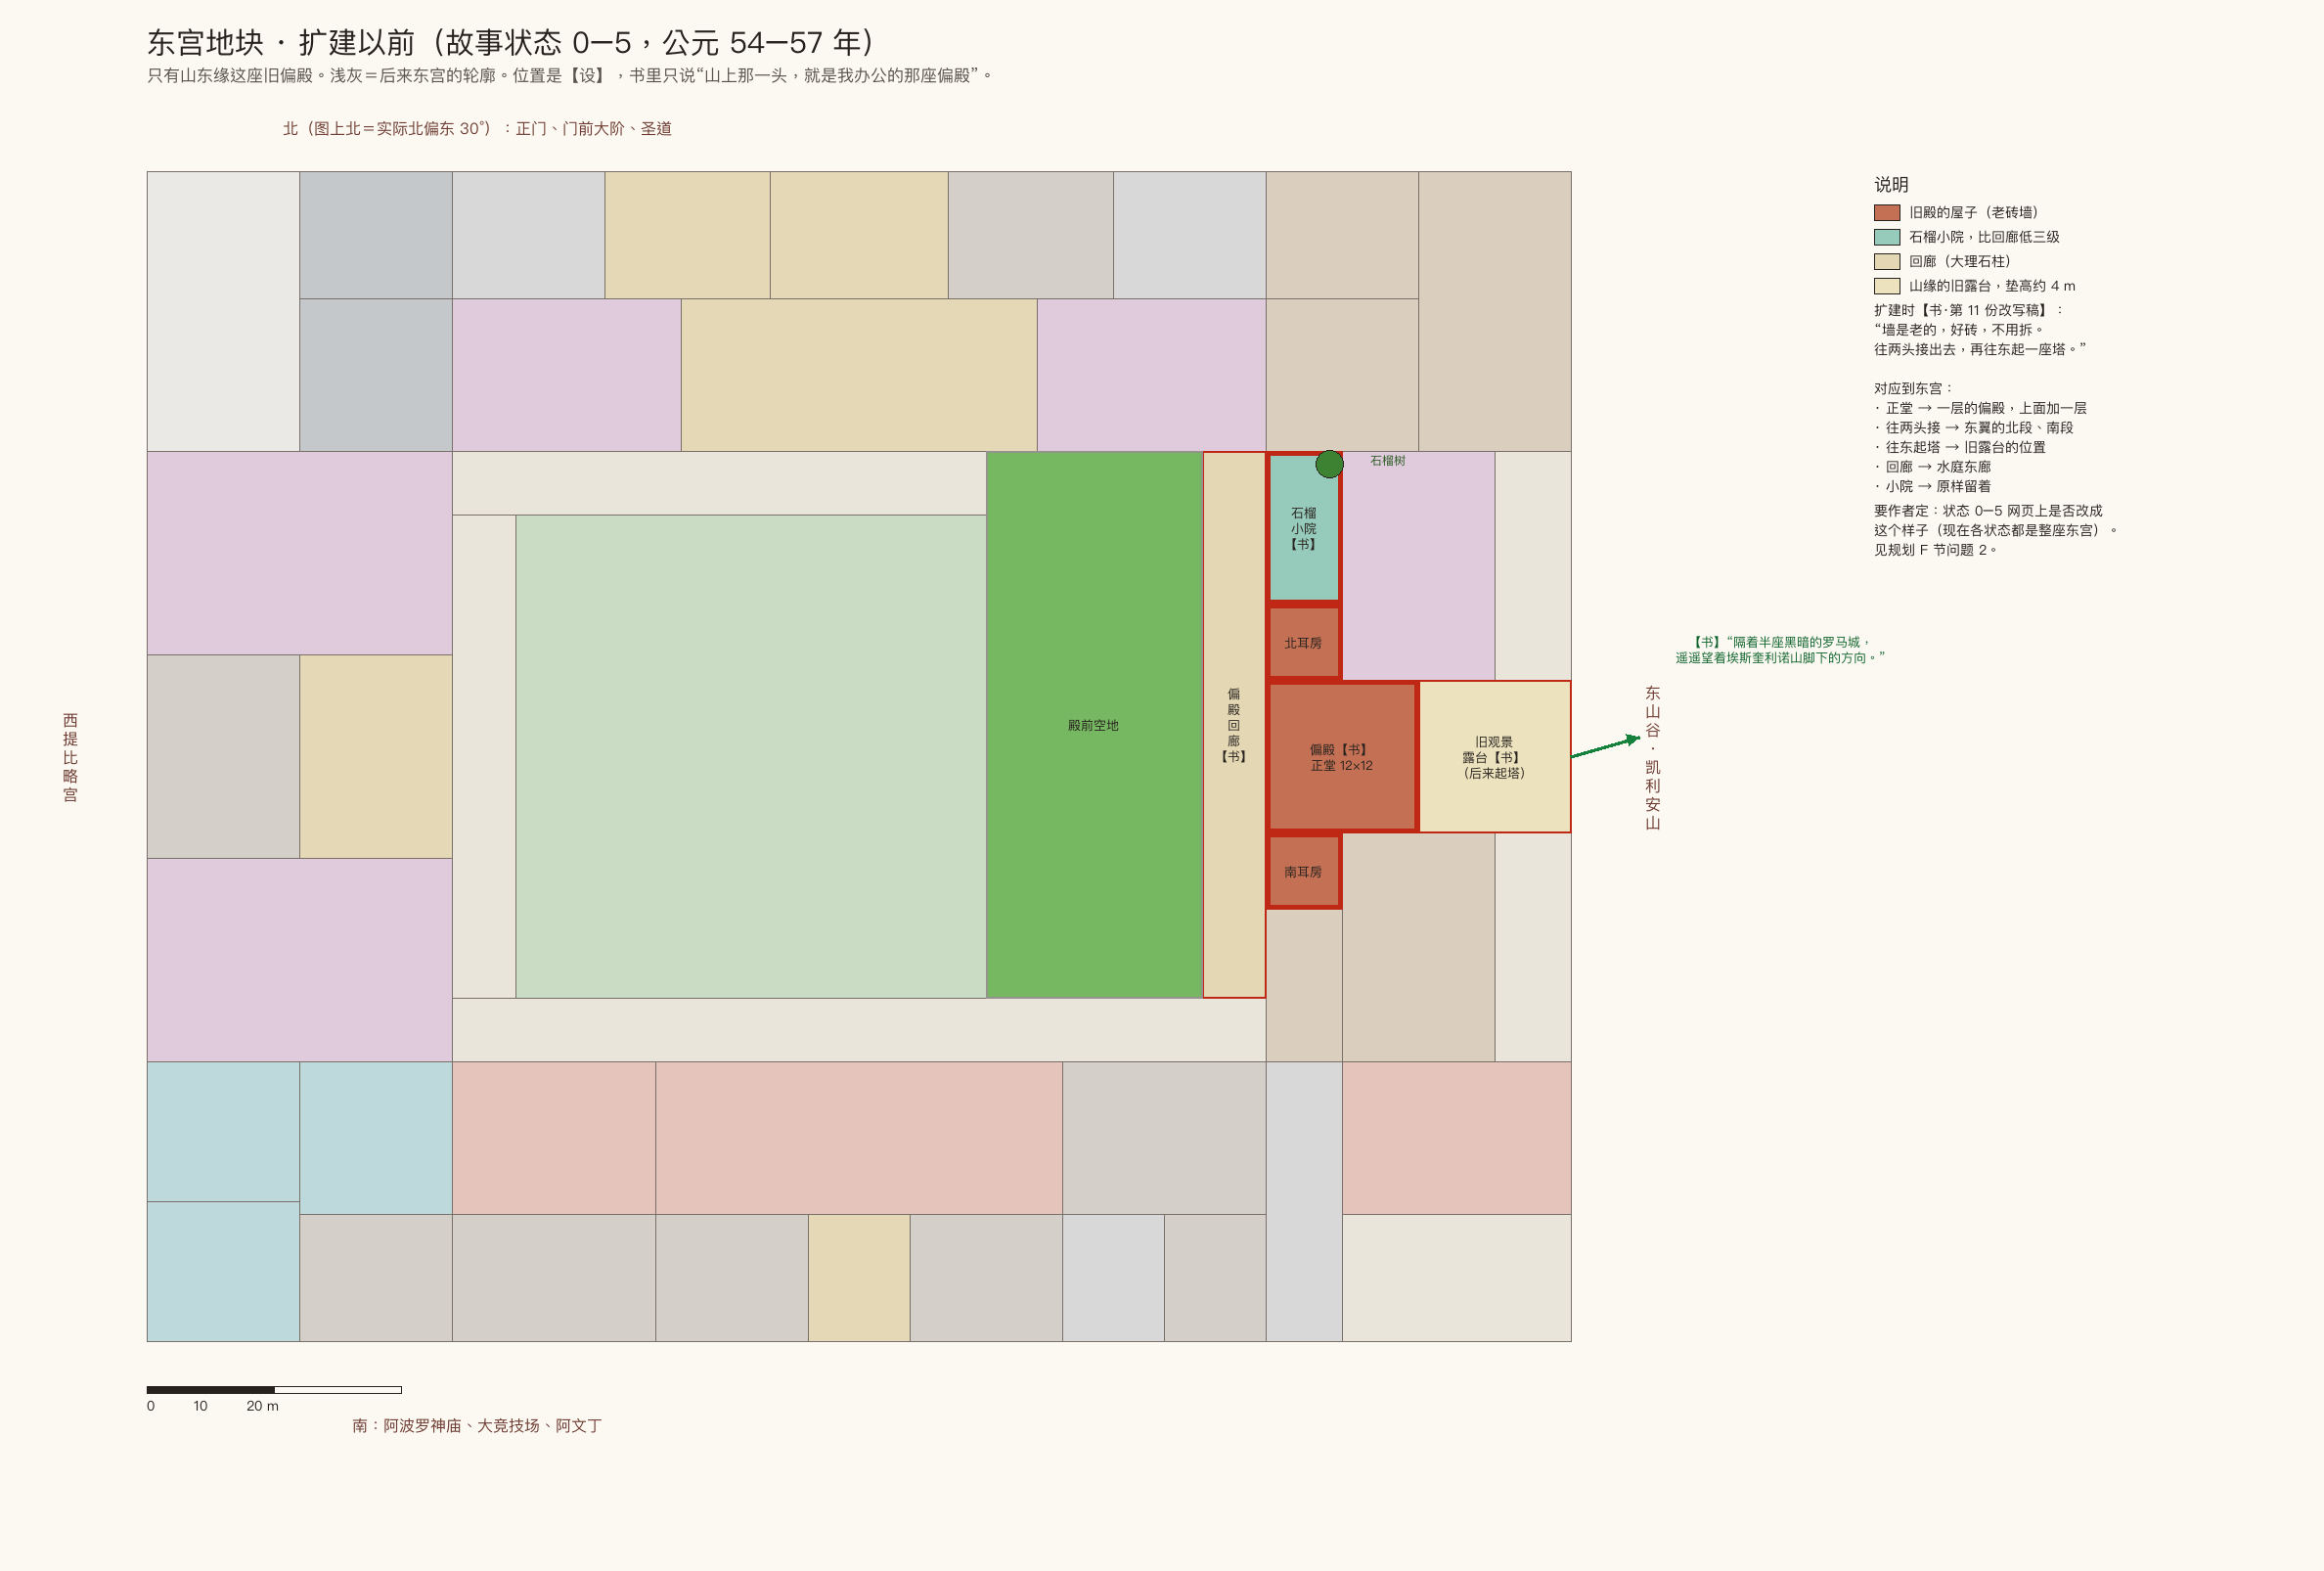 东宫地块 · 扩建以前（故事状态 0—5，公元 54—57 年）
只有山东缘这座旧偏殿。浅灰＝后来东宫的轮廓。位置是【设】，书里只说“山上那一头，就是我办公的那座偏殿”。
北（图上北＝实际北偏东 30°）：正门、门前大阶、圣道
说明
旧殿的屋子（老砖墙）
石榴小院，比回廊低三级
回廊（大理石柱）
山缘的旧露台，垫高约 4 m
扩建时【书·第 11 份改写稿】：
“墙是老的，好砖，不用拆。
往两头接出去，再往东起一座塔。”
对应到东宫：
· 正堂 → 一层的偏殿，上面加一层
· 往两头接 → 东翼的北段、南段
· 往东起塔 → 旧露台的位置
· 回廊 → 水庭东廊
· 小院 → 原样留着
要作者定：状态 0—5 网页上是否改成
这个样子（现在各状态都是整座东宫）。
见规划 F 节问题 2。
石榴树
石榴
小院
【书】
北耳房
【书】“隔着半座黑暗的罗马城，
遥遥望着埃斯奎利诺山脚下的方向。”
西提比略宫
殿前空地
偏殿回廊【书】
偏殿【书】
正堂 12×12
旧观景
露台【书】
（后来起塔）
东山谷·凯利安山
南耳房
0 10 20 m
南：阿波罗神庙、大竞技场、阿文丁